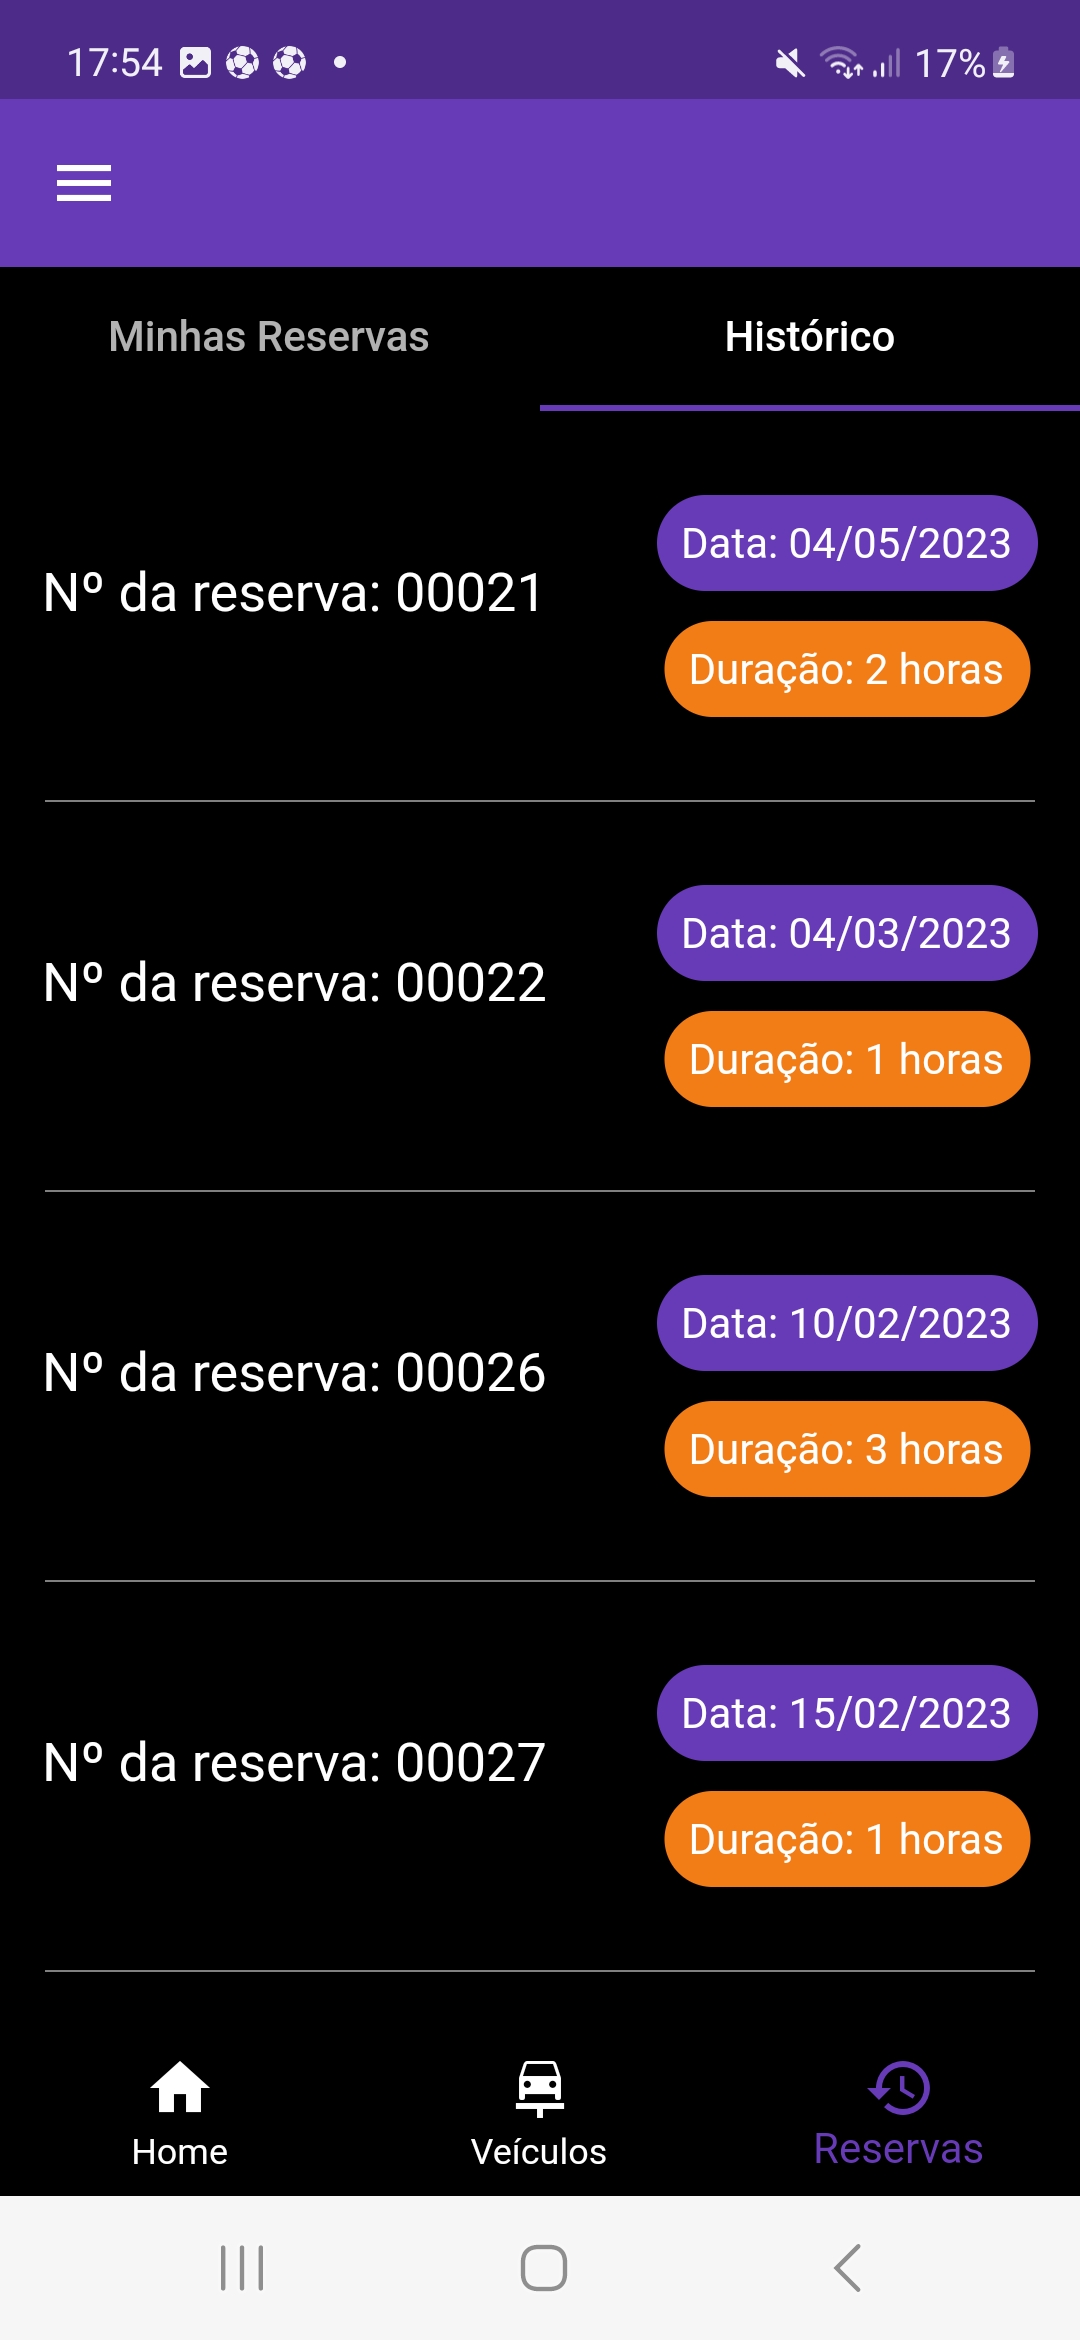 17:54
17%
Minhas Reservas
Histórico
Nº da reserva: 00021
Data: 04/05/2023
Duração: 2 horas
Nº da reserva: 00022
Data: 04/03/2023
Duração: 1 horas
Nº da reserva: 00026
Data: 10/02/2023
Duração: 3 horas
Nº da reserva: 00027
Data: 15/02/2023
Duração: 1 horas
Home
Veículos
Reservas